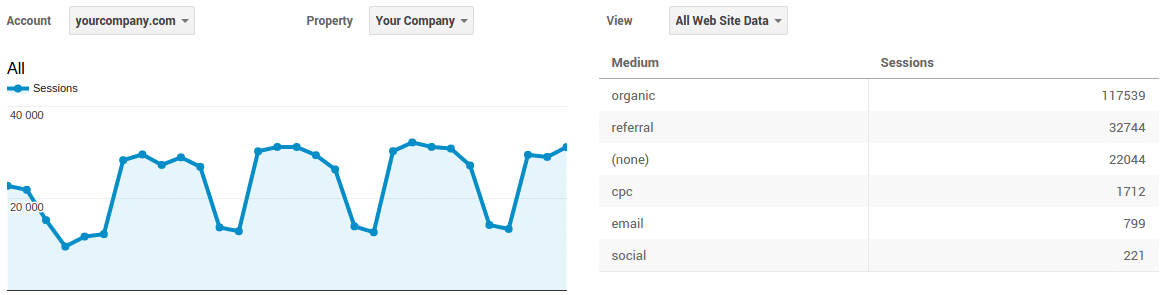 Account yourcompany.com Property Your Company View All Web Site Data
All
Sessions
40 000
20 000
Medium Sessions
organic 117539
referral 32744
(none) 22044
cpc 1712
email 799
social 221